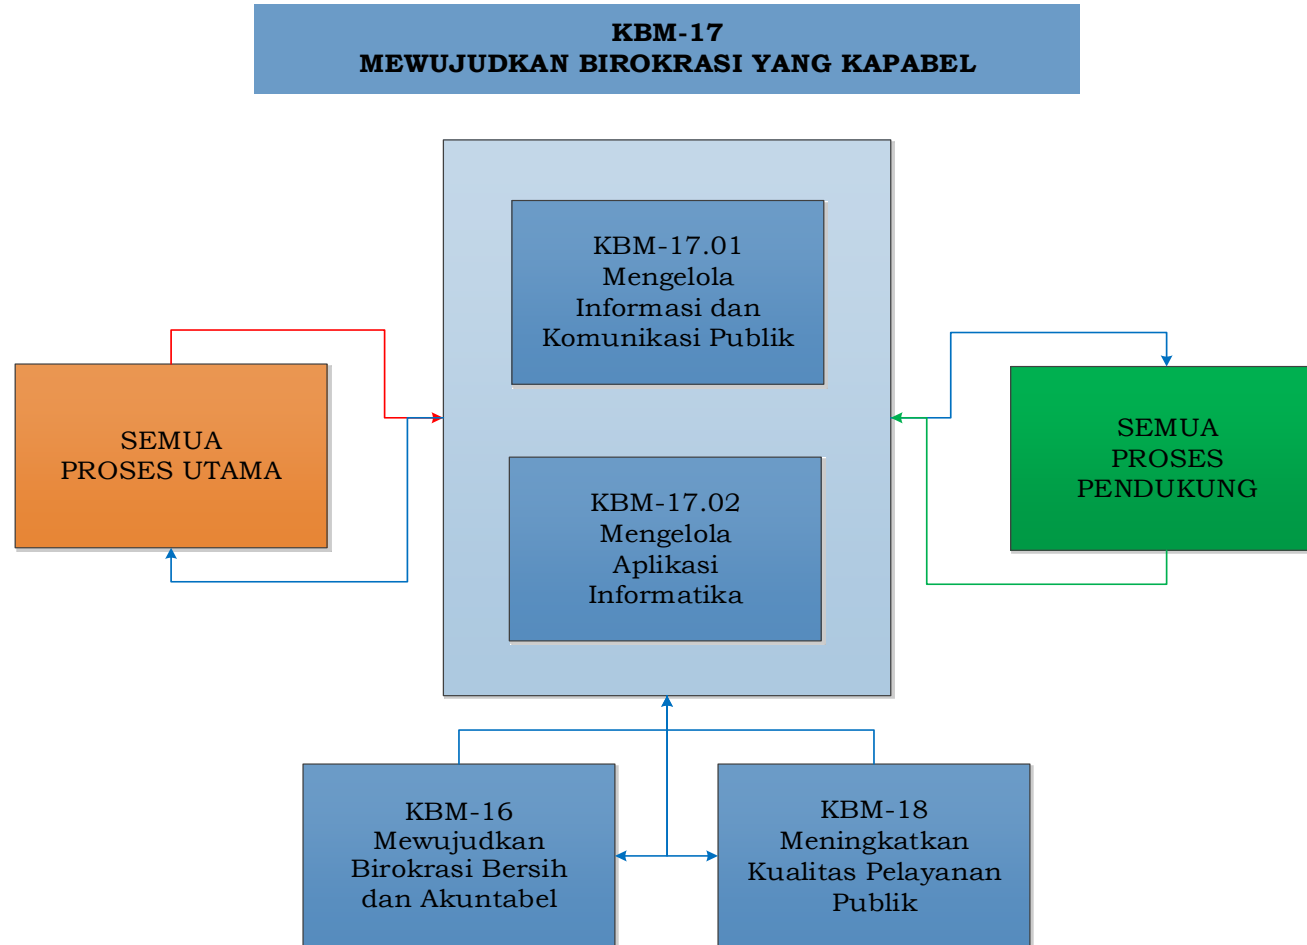 KBM-17
MEWUJUDKAN BIROKRASI YANG KAPABEL
KBM-17.01
Mengelola
Informasi dan
Komunikasi Publik
SEMUA
PROSES UTAMA
SEMUA
PROSES
PENDUKUNG
KBM-17.02
Mengelola
Aplikasi
Informatika
KBM-16
Mewujudkan
Birokrasi Bersih
dan Akuntabel
KBM-18
Meningkatkan
Kualitas Pelayanan
Publik